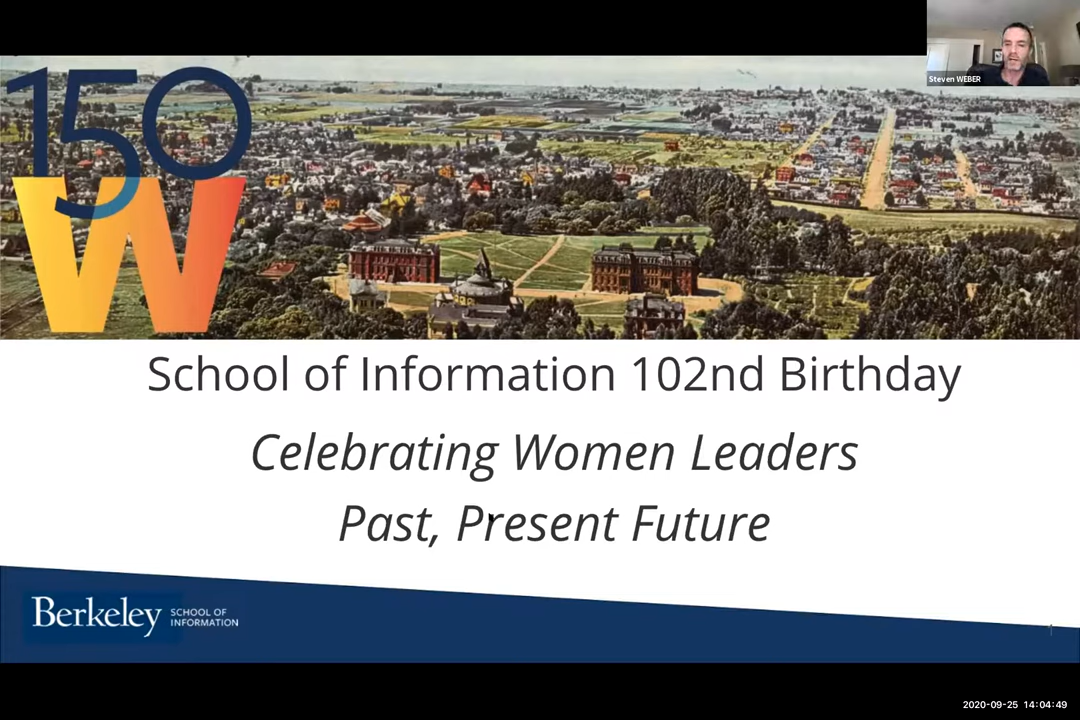 Steven WEBER
150
W
School of Information 102nd Birthday
Celebrating Women Leaders
Past, Present Future
Berkeley
SCHOOL OF
INFORMATION
1
2020-09-25 14:04:49